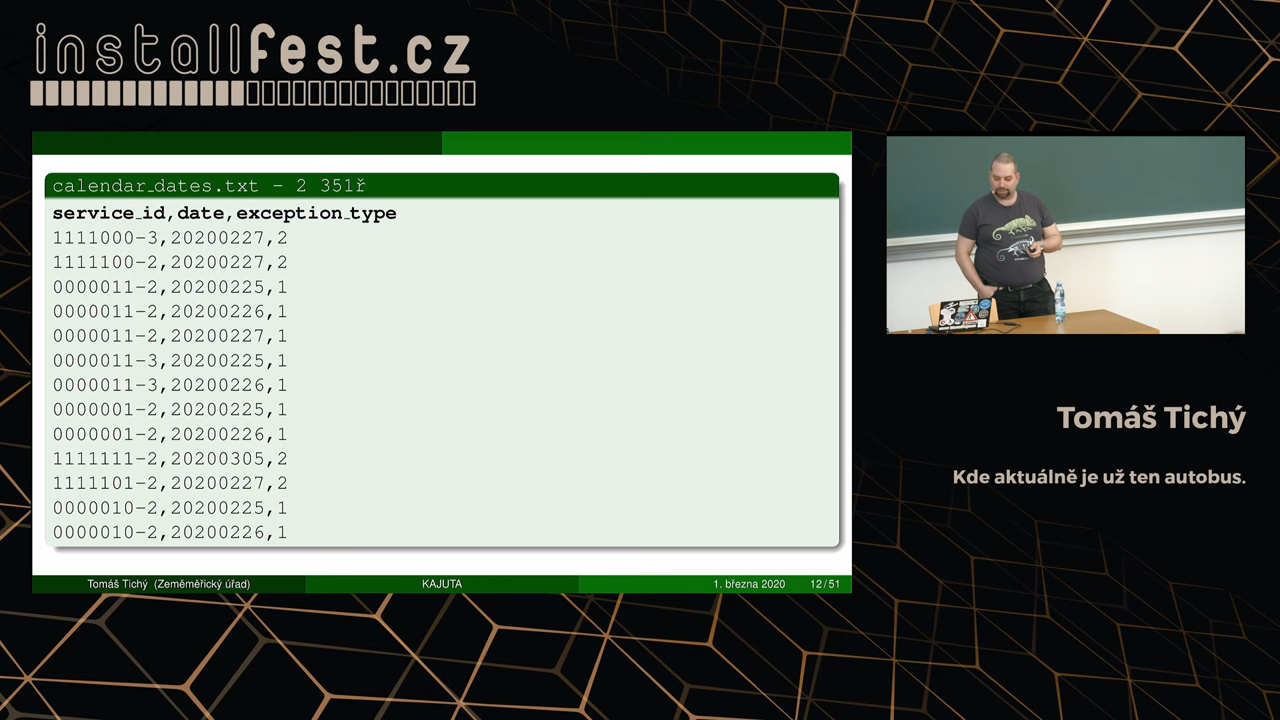 installfest.cz
calendar_dates.txt - 2 351ř
service_id,date,exception_type
1111000-3,20200227,2
1111100-2,20200227,2
0000011-2,20200225,1
0000011-2,20200226,1
0000011-2,20200227,1
0000011-3,20200225,1
0000011-3,20200226,1
0000001-2,20200225,1
0000001-2,20200226,1
1111111-2,20200305,2
1111101-2,20200227,2
0000010-2,20200225,1
0000010-2,20200226,1
Tomáš Tichý (Zeměměřický úřad)
KAJUTA
1. března 2020
12/51
Tomáš Tichý
Kde aktuálně je už ten autobus.